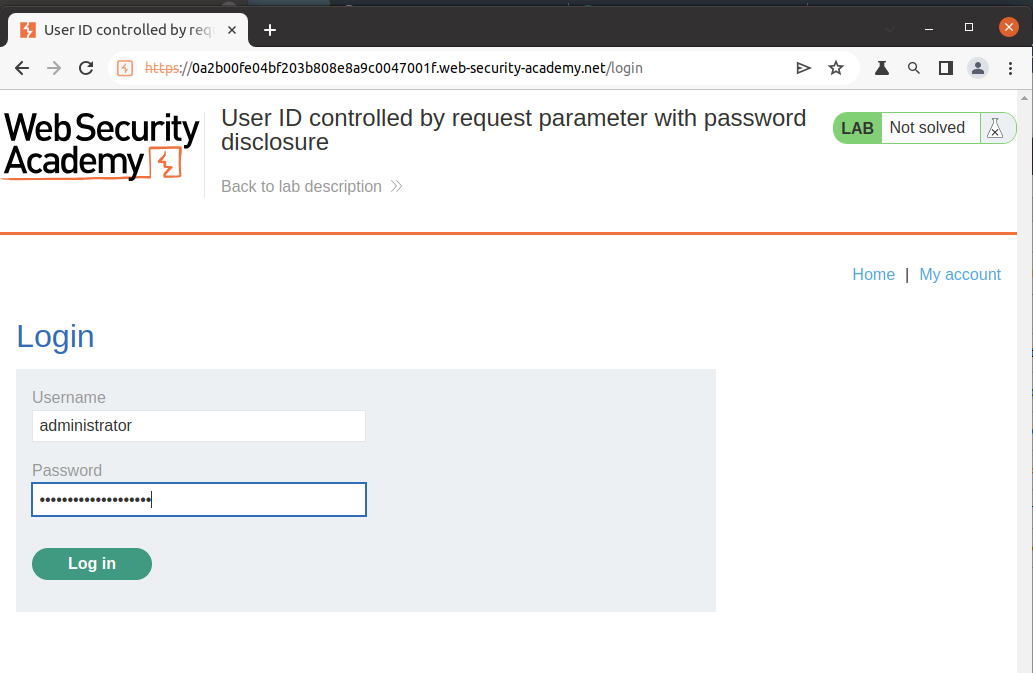 User ID controlled by req
https://0a2b00fe04bf203b808e8a9c0047001f.web-security-academy.net/login
Web Security
Academy
User ID controlled by request parameter with password
disclosure
Back to lab description
LAB Not solved
Home | My account
Login
Username
administrator
Password
••••••••••••••••••••
Log in